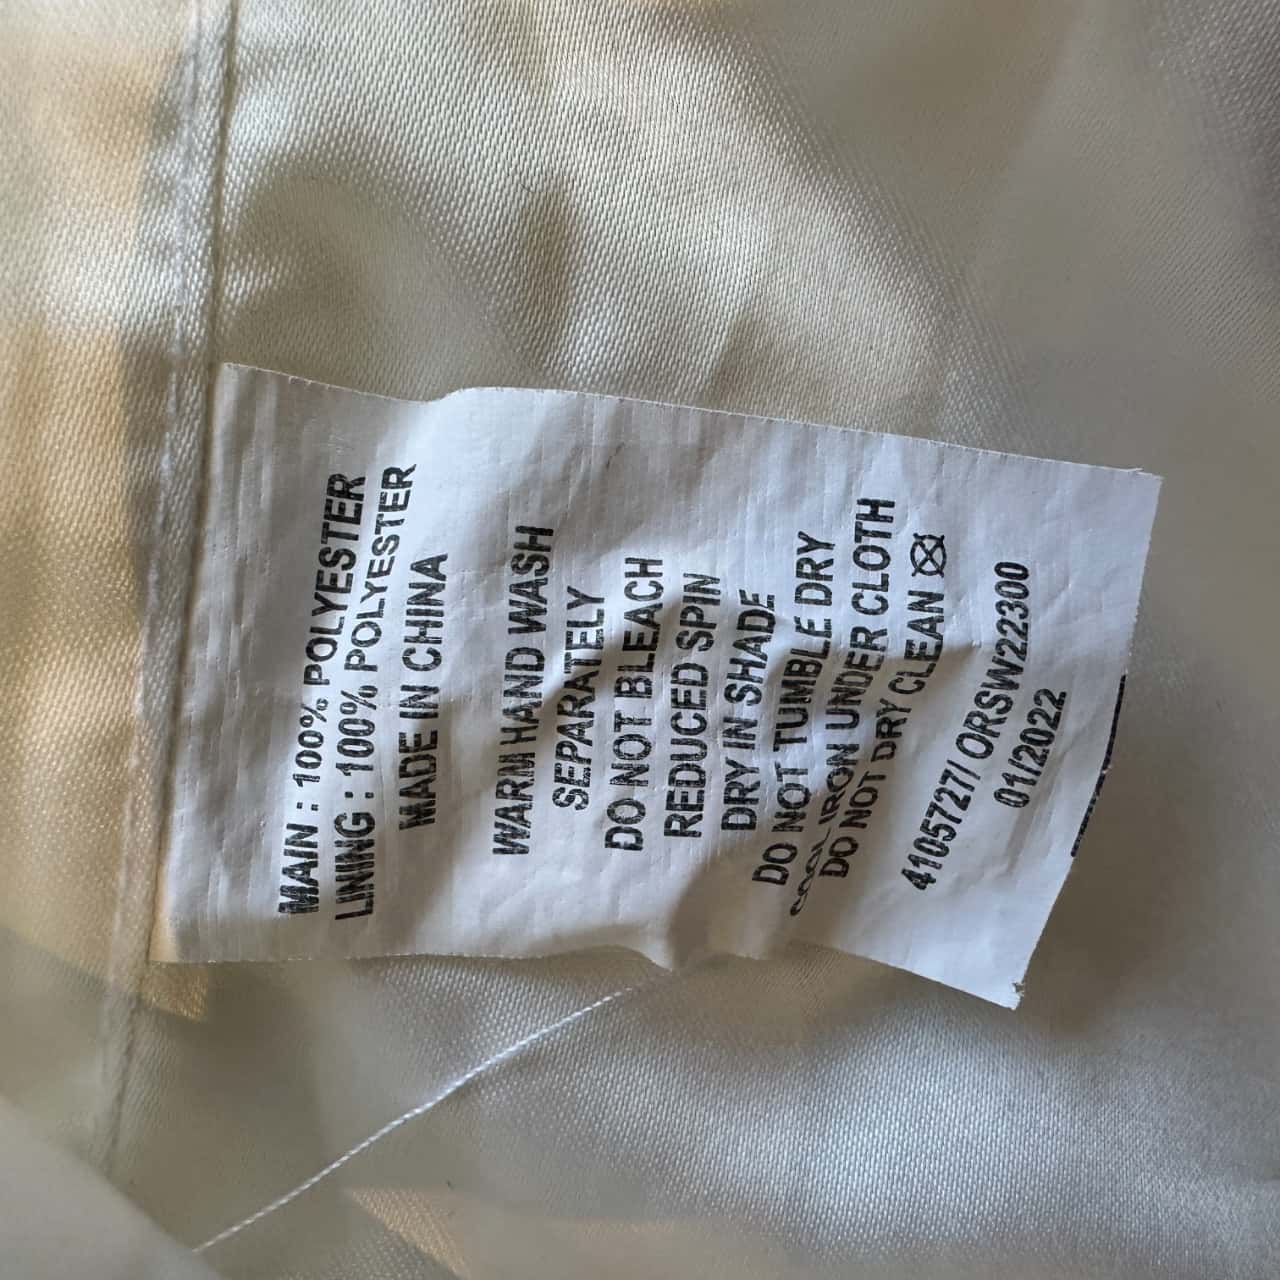 MAIN : 100% POLYESTER
LINING : 100% POLYESTER
MADE IN CHINA
WARM HAND WASH
SEPARATELY
DO NOT BLEACH
REDUCED SPIN
DRY IN SHADE
DO NOT TUMBLE DRY
COOL IRON UNDER CLOTH
DO NOT DRY CLEAN
4105727/ ORSW22300
01/2022